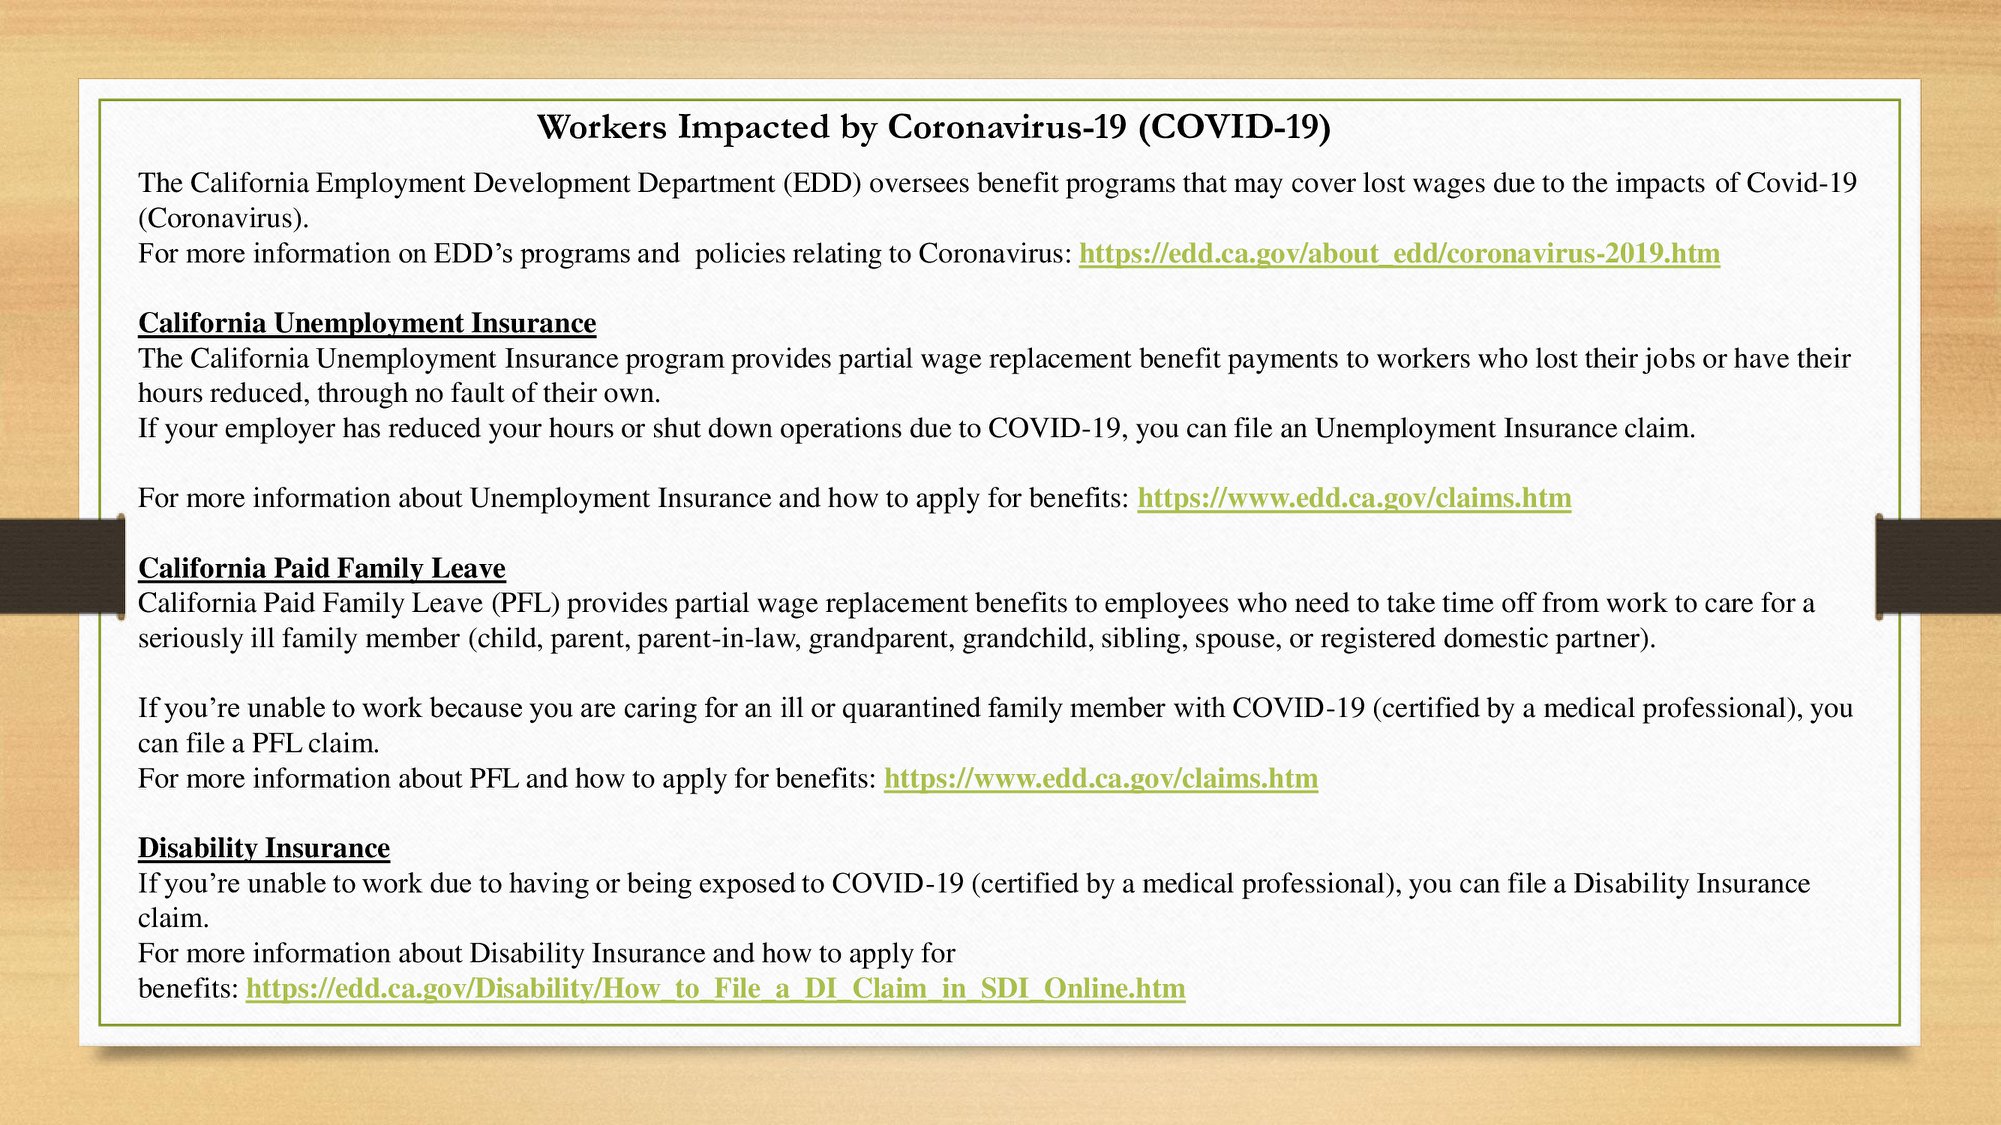 Workers Impacted by Coronavirus-19 (COVID-19)
The California Employment Development Department (EDD) oversees benefit programs that may cover lost wages due to the impacts of Covid-19
(Coronavirus).
For more information on EDD’s programs and  policies relating to Coronavirus: https://edd.ca.gov/about_edd/coronavirus-2019.htm
California Unemployment Insurance
The California Unemployment Insurance program provides partial wage replacement benefit payments to workers who lost their jobs or have their
hours reduced, through no fault of their own.
If your employer has reduced your hours or shut down operations due to COVID-19, you can file an Unemployment Insurance claim.
For more information about Unemployment Insurance and how to apply for benefits: https://www.edd.ca.gov/claims.htm
California Paid Family Leave
California Paid Family Leave (PFL) provides partial wage replacement benefits to employees who need to take time off from work to care for a
seriously ill family member (child, parent, parent-in-law, grandparent, grandchild, sibling, spouse, or registered domestic partner).
If you’re unable to work because you are caring for an ill or quarantined family member with COVID-19 (certified by a medical professional), you
can file a PFL claim.
For more information about PFL and how to apply for benefits: https://www.edd.ca.gov/claims.htm
Disability Insurance
If you’re unable to work due to having or being exposed to COVID-19 (certified by a medical professional), you can file a Disability Insurance
claim.
For more information about Disability Insurance and how to apply for
benefits: https://edd.ca.gov/Disability/How_to_File_a_DI_Claim_in_SDI_Online.htm